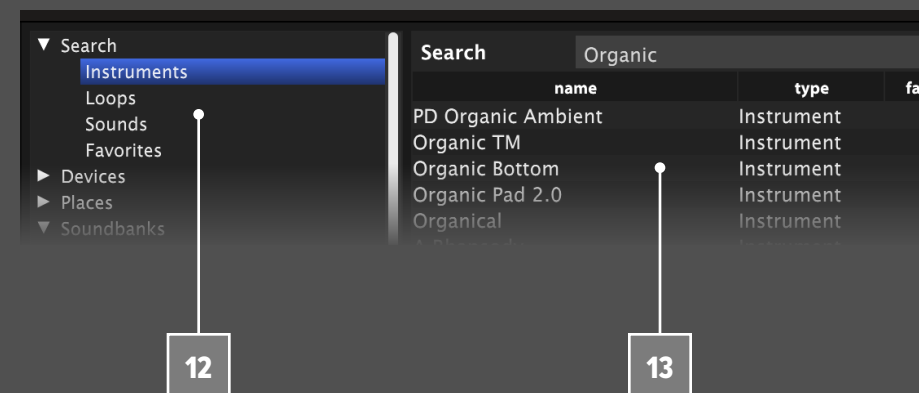 ▼ Search
Instruments
Loops
Sounds
Favorites
► Devices
► Places
▼ Soundbanks
Search Organic
name type fa
PD Organic Ambient Instrument
Organic TM Instrument
Organic Bottom Instrument
Organic Pad 2.0 Instrument
Organical Instrument
12
13